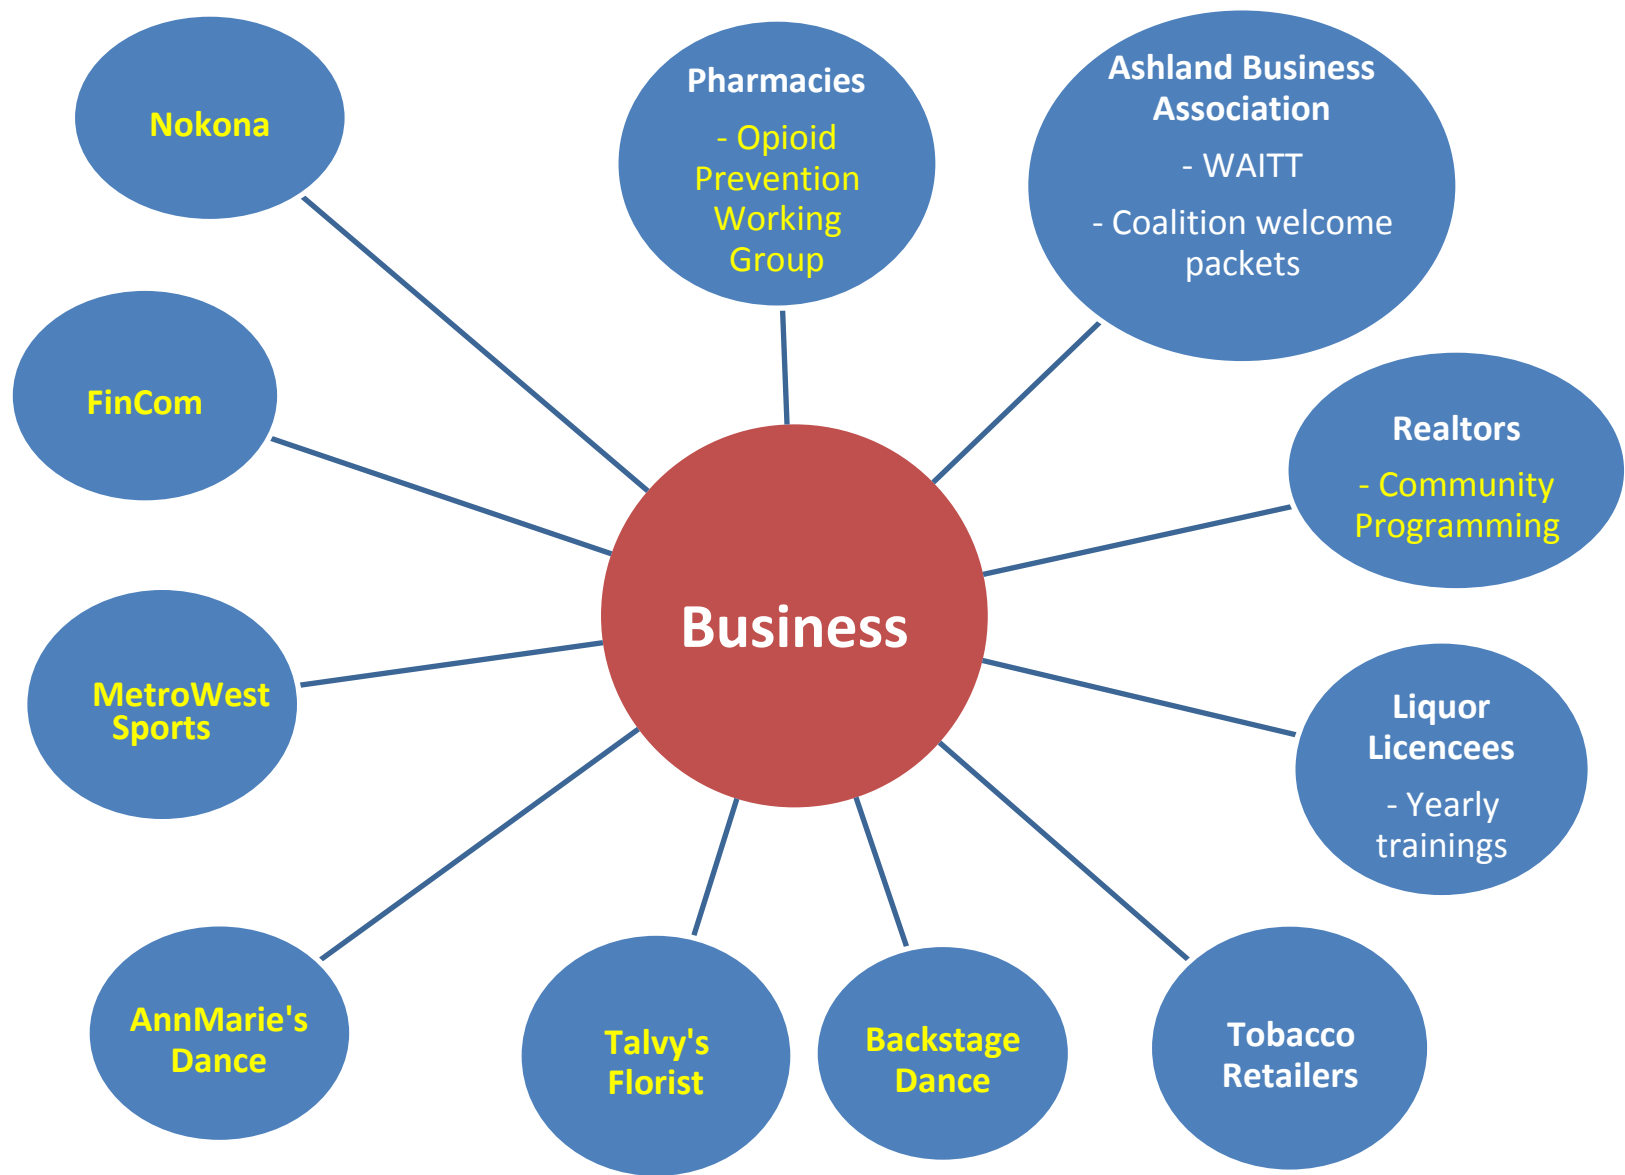 Pharmacies
- Opioid
Prevention
Working
Group
Ashland Business
Association
- WAITT
- Coalition welcome
packets
Realtors
- Community
Programming
Liquor
Licencees
- Yearly
trainings
Tobacco
Retailers
Backstage
Dance
Talvy's
Florist
AnnMarie's
Dance
MetroWest
Sports
FinCom
Nokona
Business